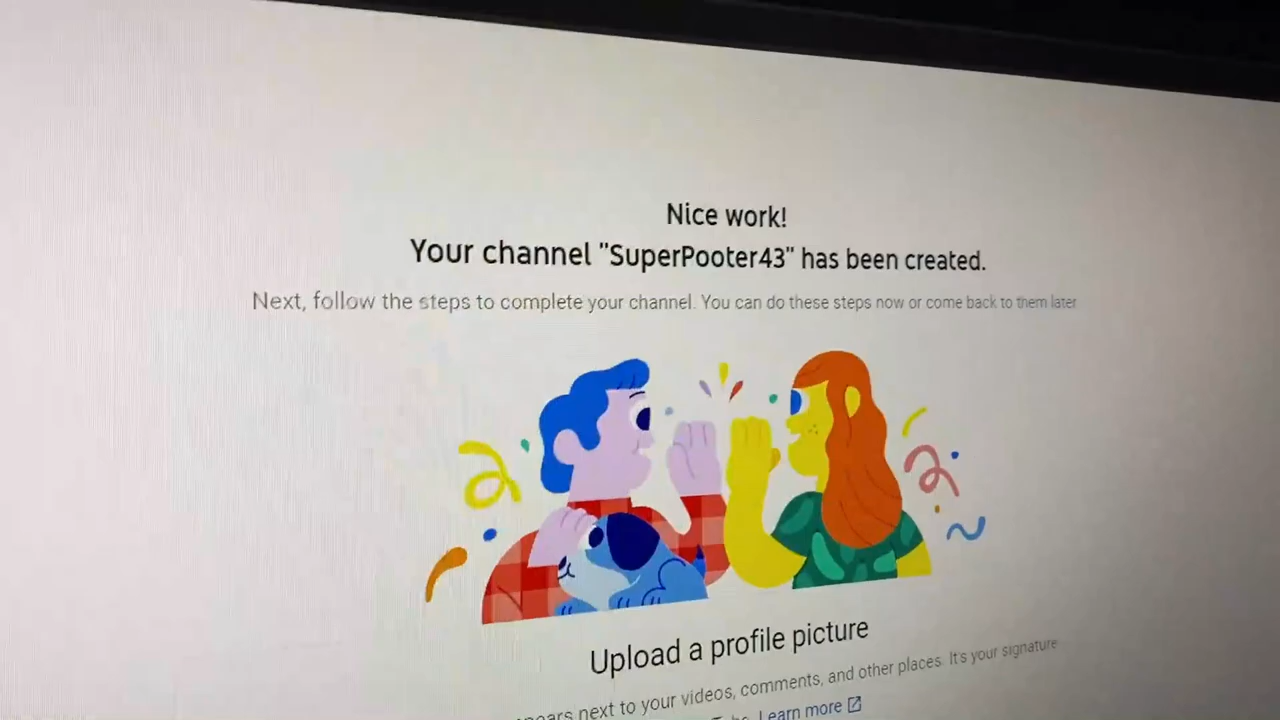 Nice work!
Your channel "SuperPooter43" has been created.
Next, follow the steps to complete your channel. You can do these steps now or come back to them later
Upload a profile picture
next to your videos, comments, and other places. It's your signature
Learn more